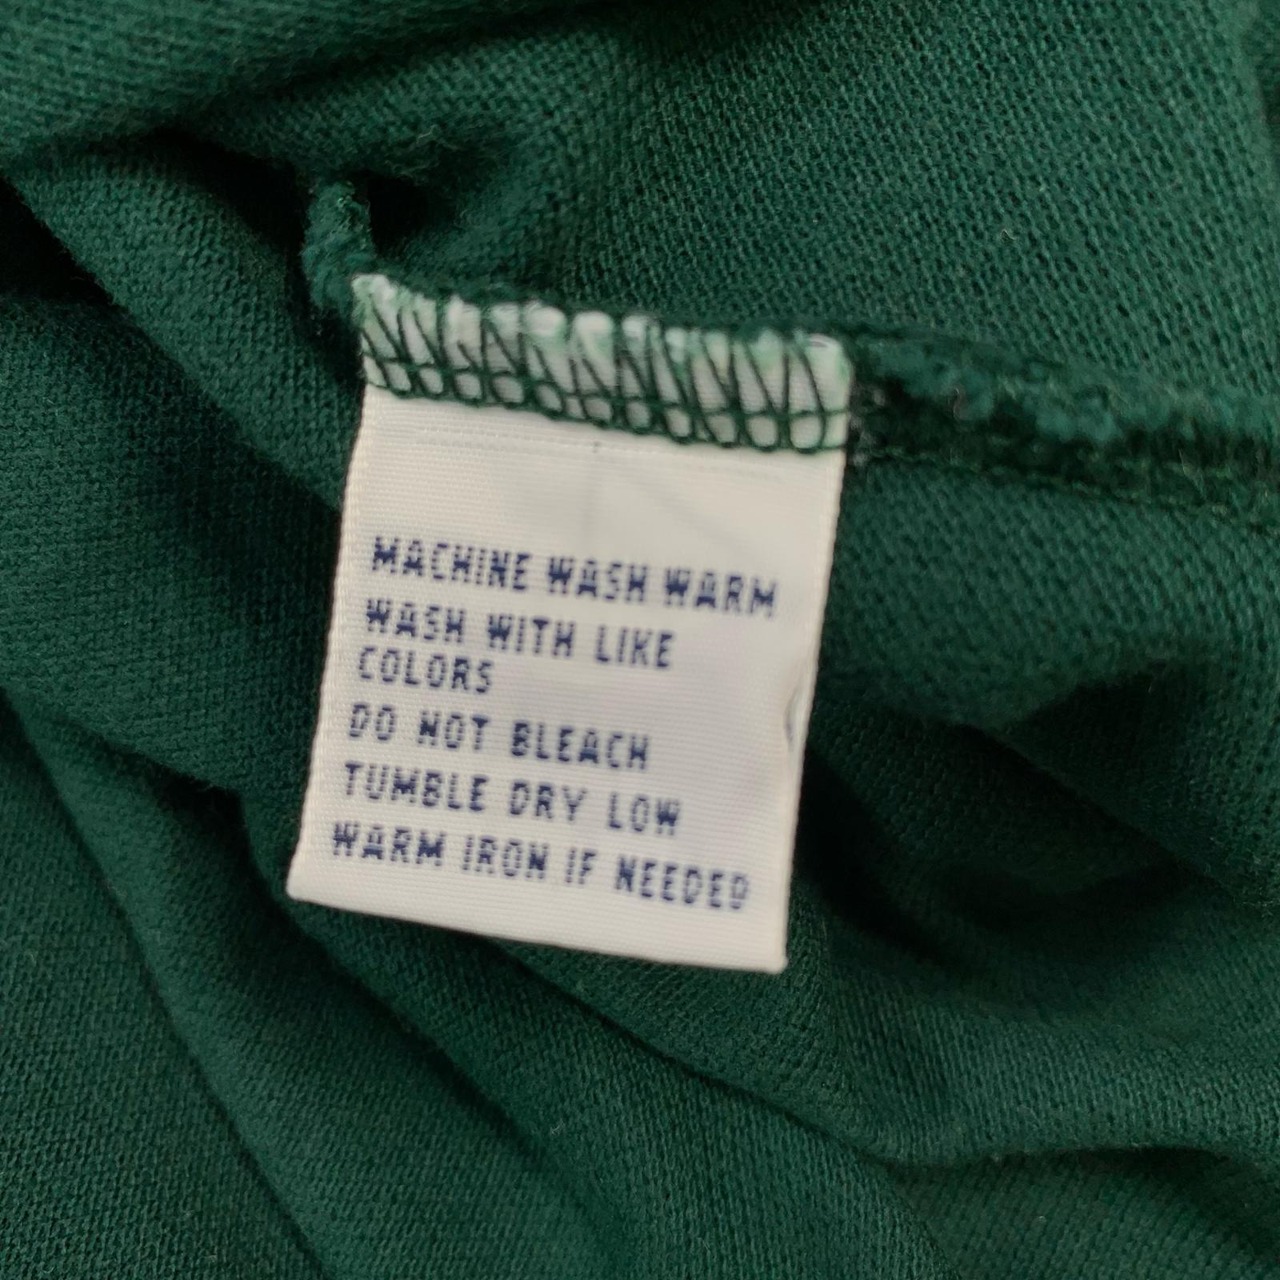 MACHINE WASH WARM
WASH WITH LIKE
COLORS
DO NOT BLEACH
TUMBLE DRY LOW
WARM IRON IF NEEDED